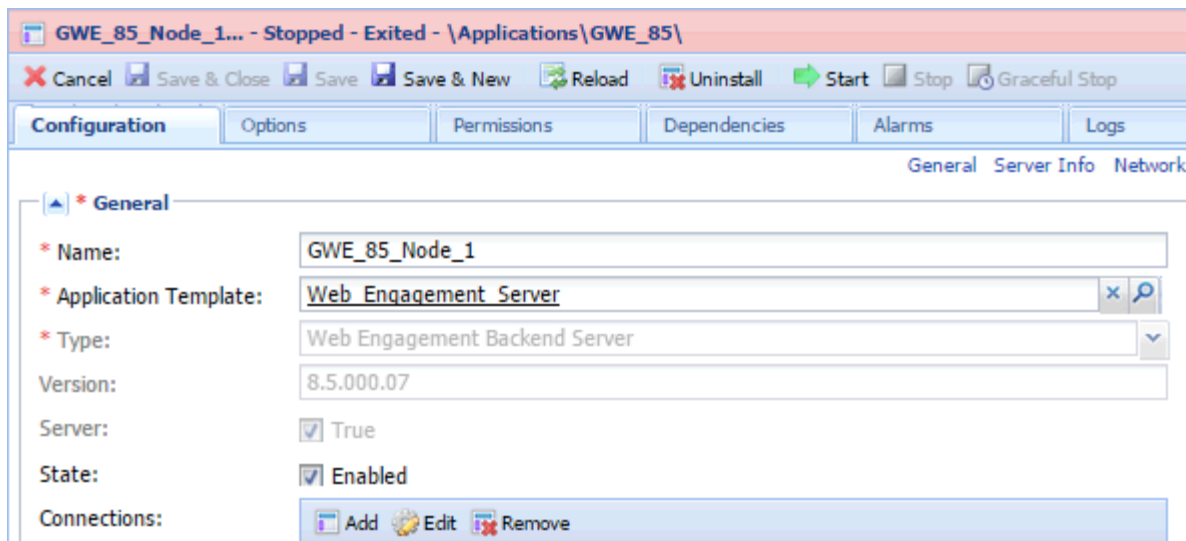 GWE_85_Node_1... - Stopped - Exited - \Applications\GWE_85\
Cancel Save & Close Save Save & New Reload Uninstall Start Stop Graceful Stop
Configuration Options Permissions Dependencies Alarms Logs
General Server Info Network
* General
* Name: GWE_85_Node_1
* Application Template: Web_Engagement_Server
* Type: Web Engagement Backend Server
Version: 8.5.000.07
Server: True
State: Enabled
Connections: Add Edit Remove